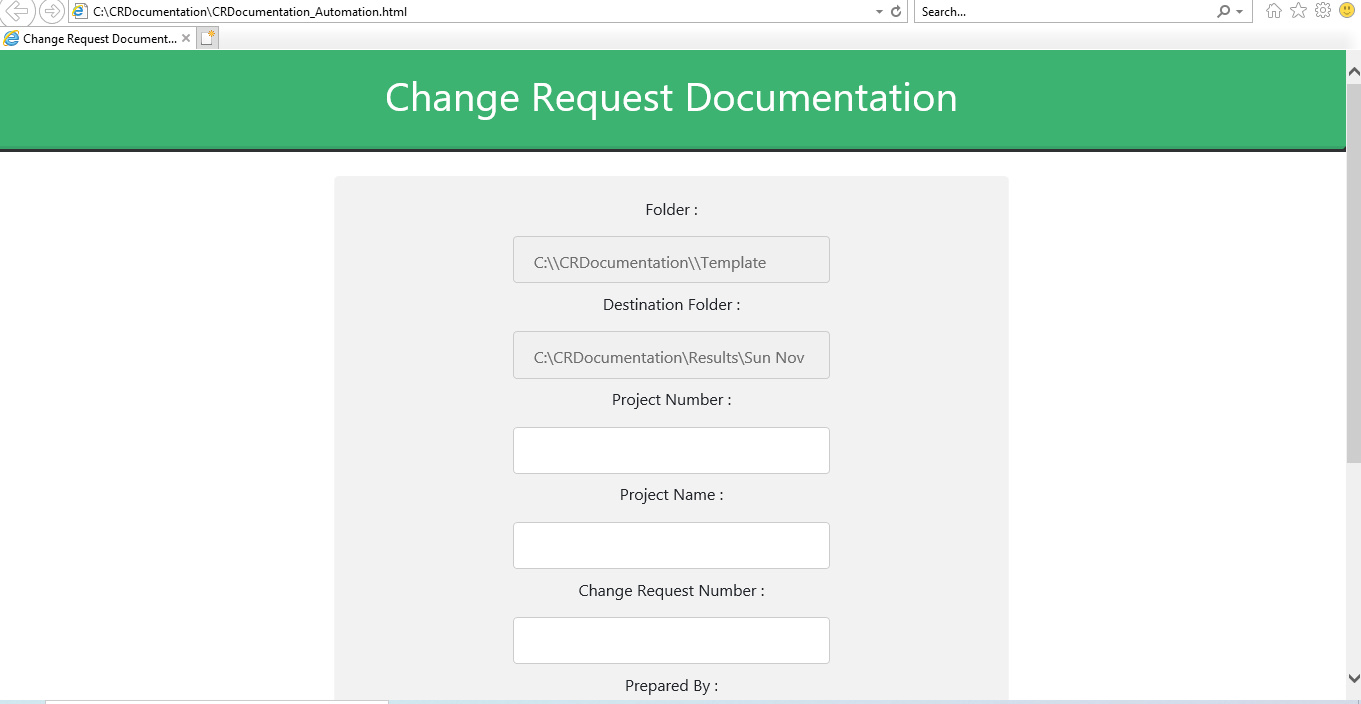 C:\CRDocumentation\CRDocumentation_Automation.html
Search...
Change Request Document...
Change Request Documentation
Folder :
C:\\CRDocumentation\\Template
Destination Folder :
C:\CRDocumentation\Results\Sun Nov
Project Number :
Project Name :
Change Request Number :
Prepared By :